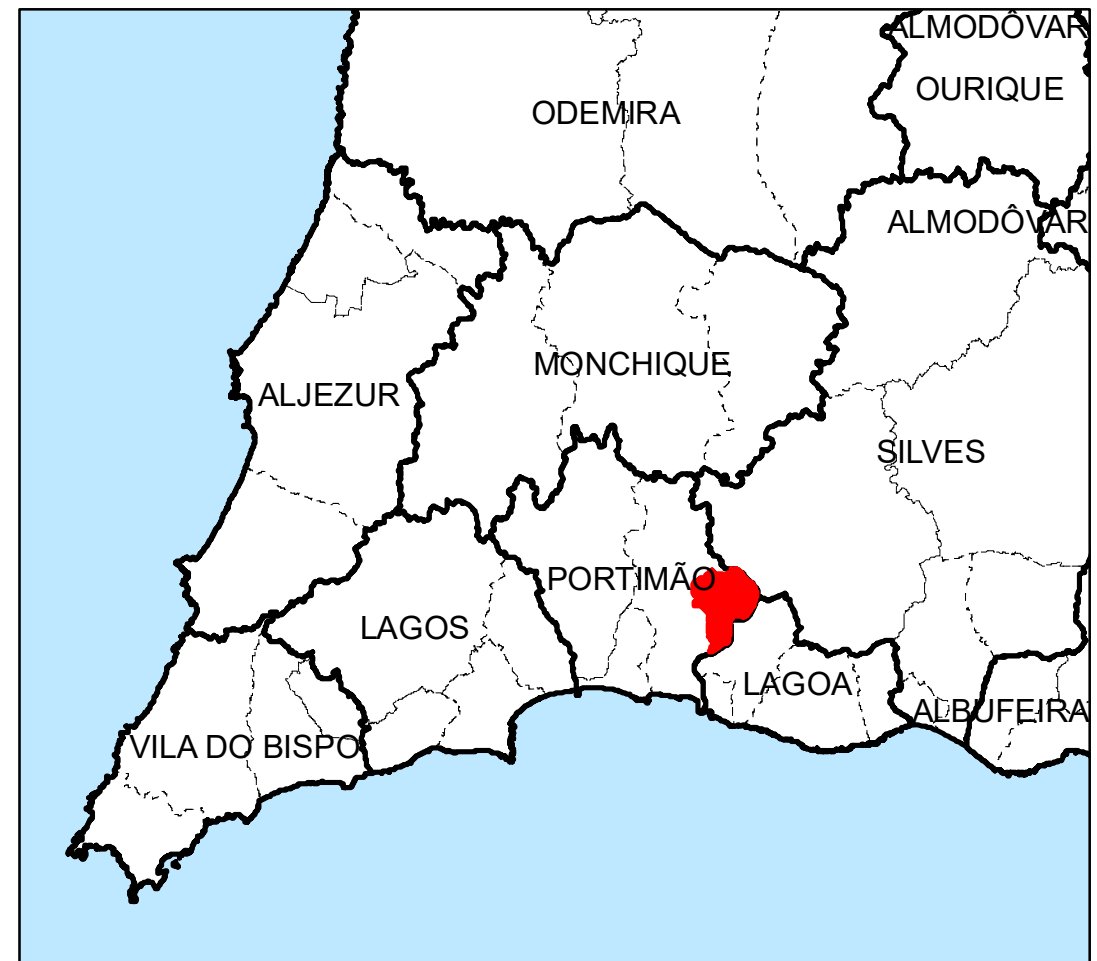 ALMODÔVAR
OURIQUE
ODEMIRA
ALMODÔVAR
MONCHIQUE
ALJEZUR
SILVES
PORTIMÃO
LAGOS
LAGOA
ALBUFEIRA
VILA DO BISPO